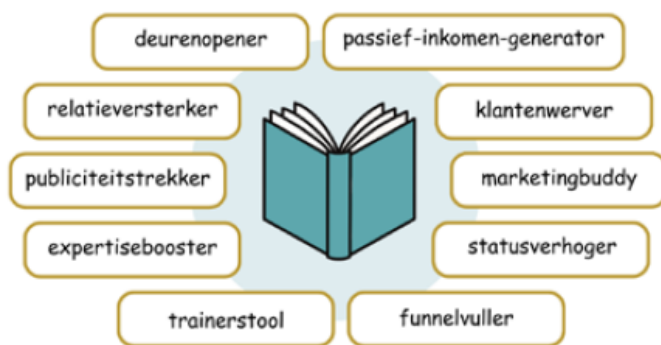 deurenopener
passief-inkomen-generator
relatieversterker
klantenwerver
publiciteitstrekker
marketingbuddy
expertisebooster
statusverhoger
trainerstool
funnelvuller